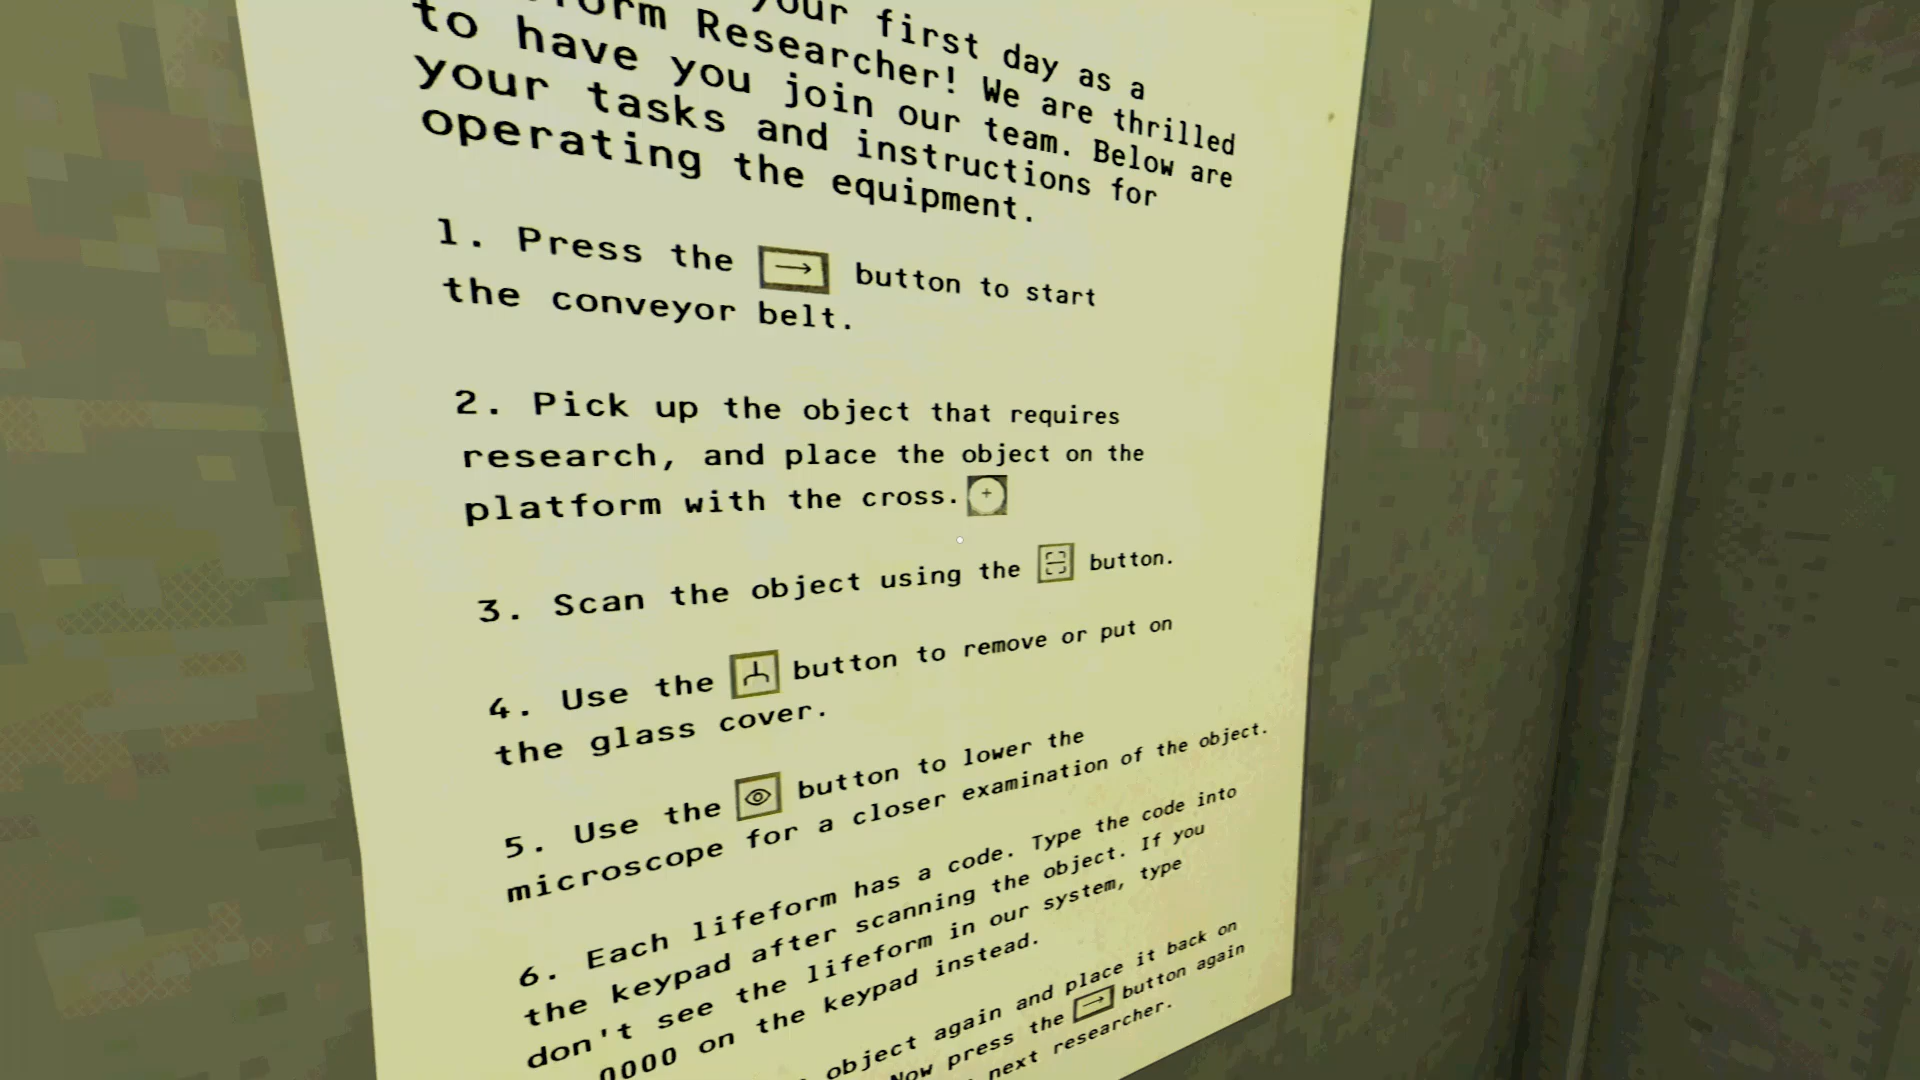 your first day as a
Researcher! We are thrilled
to have you join our team. Below are
your tasks and instructions for
operating the equipment.
1. Press the → button to start
the conveyor belt.
2. Pick up the object that requires
research, and place the object on the
platform with the cross. +
3. Scan the object using the button.
4. Use the button to remove or put on
the glass cover.
5. Use the button to lower the
microscope for a closer examination of the object.
6. Each lifeform has a code. Type the code into
the keypad after scanning the object. If you
don't see the lifeform in our system, type
0000 on the keypad instead.
object again and place it back on
Now press the → button again
next researcher.